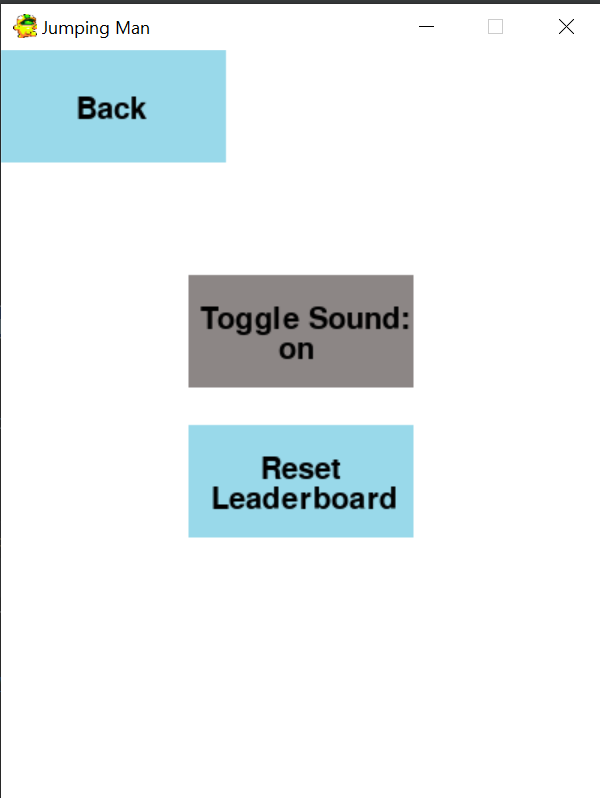 Jumping Man
Back
Toggle Sound:
on
Reset
Leaderboard